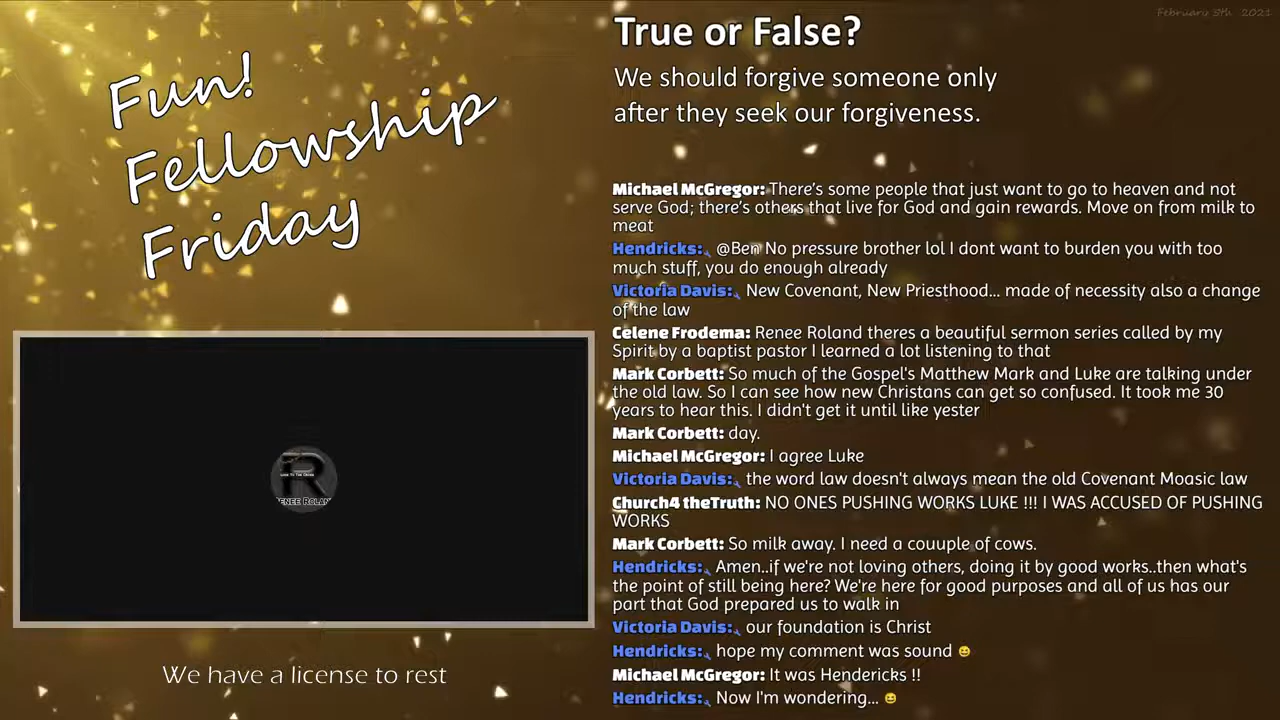 February 5th 2021
Fun!
Fellowship
Friday
True or False?
We should forgive someone only
after they seek our forgiveness.
Michael McGregor: There's some people that just want to go to heaven and not
serve God; there's others that live for God and gain rewards. Move on from milk to
meat
Hendricks: @Ben No pressure brother lol I dont want to burden you with too
much stuff, you do enough already
Victoria Davis: New Covenant, New Priesthood... made of necessity also a change
of the law
Celene Frodema: Renee Roland theres a beautiful sermon series called by my
Spirit by a baptist pastor I learned a lot listening to that
Mark Corbett: So much of the Gospel's Matthew Mark and Luke are talking under
the old law. So I can see how new Christans can get so confused. It took me 30
years to hear this. I didn't get it until like yester
Mark Corbett: day.
Michael McGregor: I agree Luke
Victoria Davis: the word law doesn't always mean the old Covenant Moasic law
Church4 theTruth: NO ONES PUSHING WORKS LUKE !!! I WAS ACCUSED OF PUSHING
WORKS
Mark Corbett: So milk away. I need a couuple of cows.
Hendricks: Amen..if we're not loving others, doing it by good works..then what's
the point of still being here? We're here for good purposes and all of us has our
part that God prepared us to walk in
Victoria Davis: our foundation is Christ
Hendricks: hope my comment was sound 😆
Michael McGregor: It was Hendericks !!
Hendricks: Now I'm wondering... 😆
R
LOOK TO THE CROSS
RENEE ROLAND
We have a license to rest